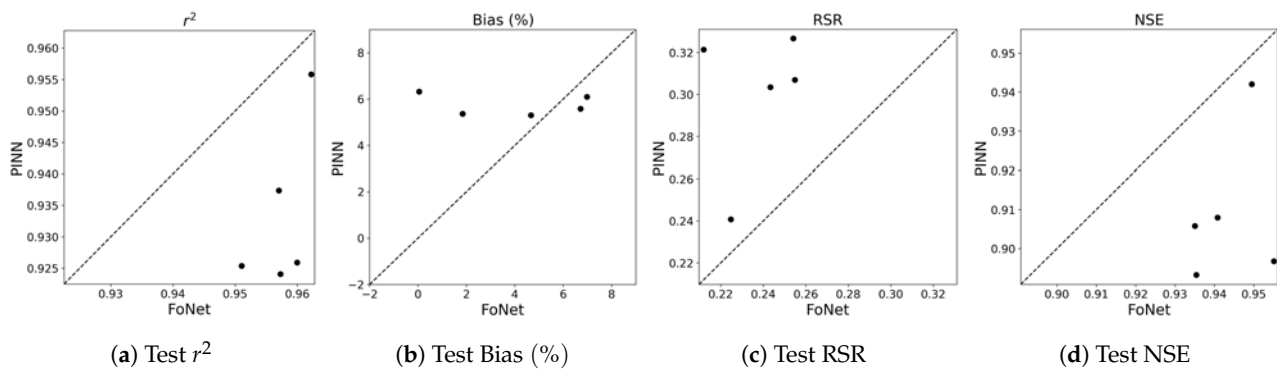 r²
PINN
0.960
0.955
0.950
0.945
0.940
0.935
0.930
0.925
0.93 0.94 0.95 0.96
FoNet
(a) Test r²
Bias (%)
PINN
8
6
4
2
0
−2
−2 0 2 4 6 8
FoNet
(b) Test Bias (%)
RSR
PINN
0.32
0.30
0.28
0.26
0.24
0.22
0.22 0.24 0.26 0.28 0.30 0.32
FoNet
(c) Test RSR
NSE
PINN
0.95
0.94
0.93
0.92
0.91
0.90
0.90 0.91 0.92 0.93 0.94 0.95
FoNet
(d) Test NSE